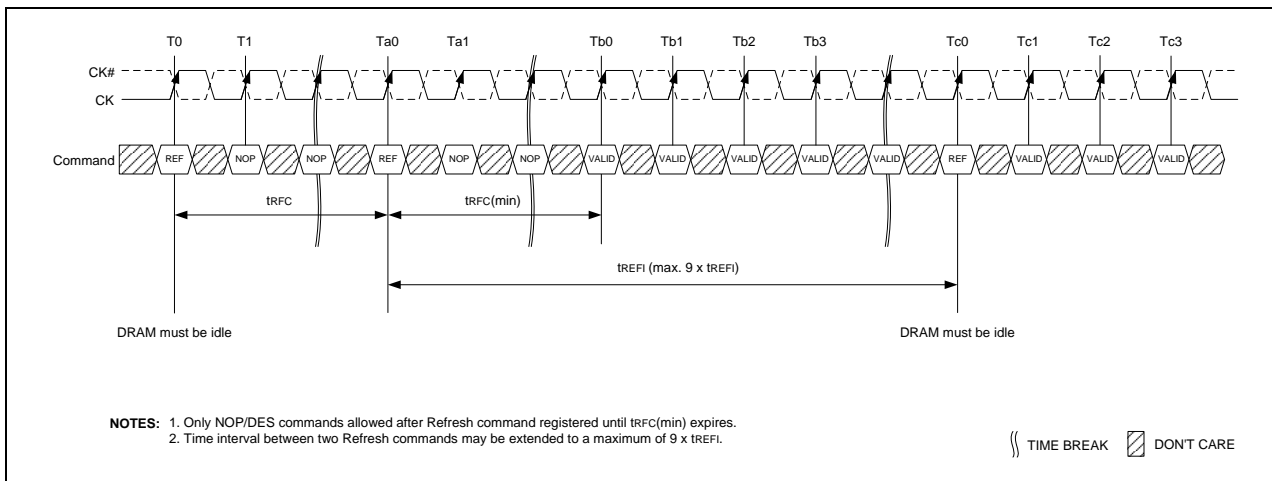 T0 T1 Ta0 Ta1 Tb0 Tb1 Tb2 Tb3 Tc0 Tc1 Tc2 Tc3
CK#
CK
Command REF NOP NOP REF NOP NOP VALID VALID VALID VALID VALID REF VALID VALID VALID
tRFC tRFC(min)
tREFI (max. 9 x tREFI)
DRAM must be idle DRAM must be idle
NOTES: 1. Only NOP/DES commands allowed after Refresh command registered until tRFC(min) expires.
2. Time interval between two Refresh commands may be extended to a maximum of 9 x tREFI.
TIME BREAK DON'T CARE